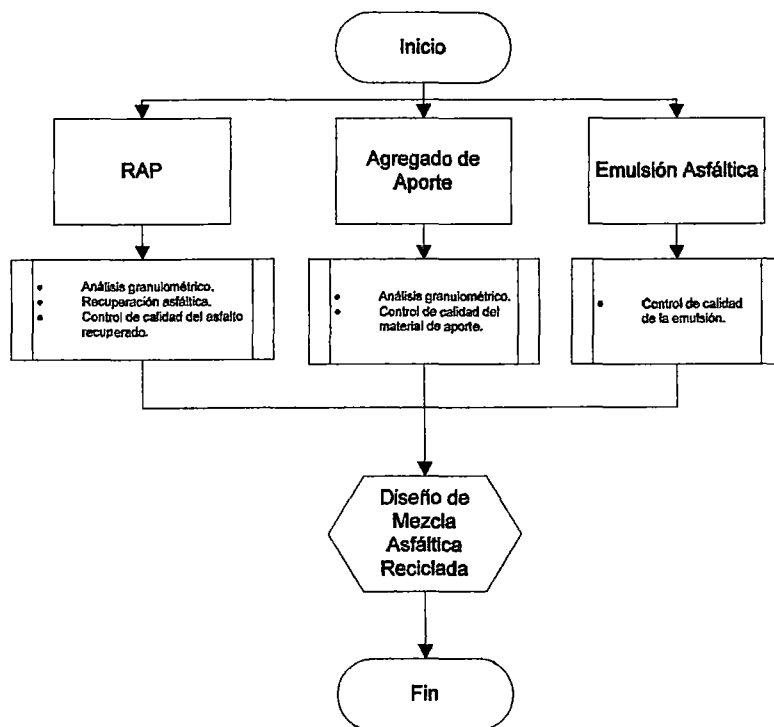 Inicio
RAP
Agregado de
Aporte
Emulsión Asfáltica
• Análisis granulométrico.
• Recuperación asfáltica.
• Control de calidad del asfalto
recuperado.
• Análisis granulométrico.
• Control de calidad del
material de aporte.
• Control de calidad
de la emulsión.
Diseño de
Mezcla
Asfáltica
Reciclada
Fin